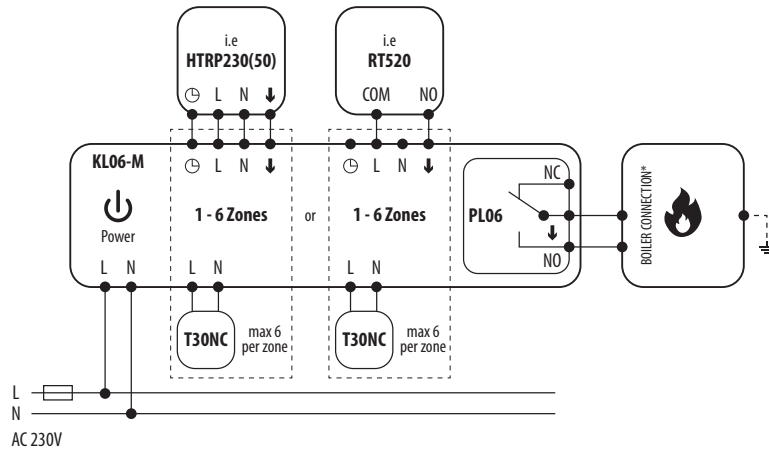 i.e
HTRP230(50)
L N
i.e
RT520
COM NO
KL06-M
Power
L N
L N
1 - 6 Zones
or
L N
1 - 6 Zones
PL06
NC
NO
BOILER CONNECTION*
L N
L N
T30NC
max 6
per zone
T30NC
max 6
per zone
L
N
AC 230V